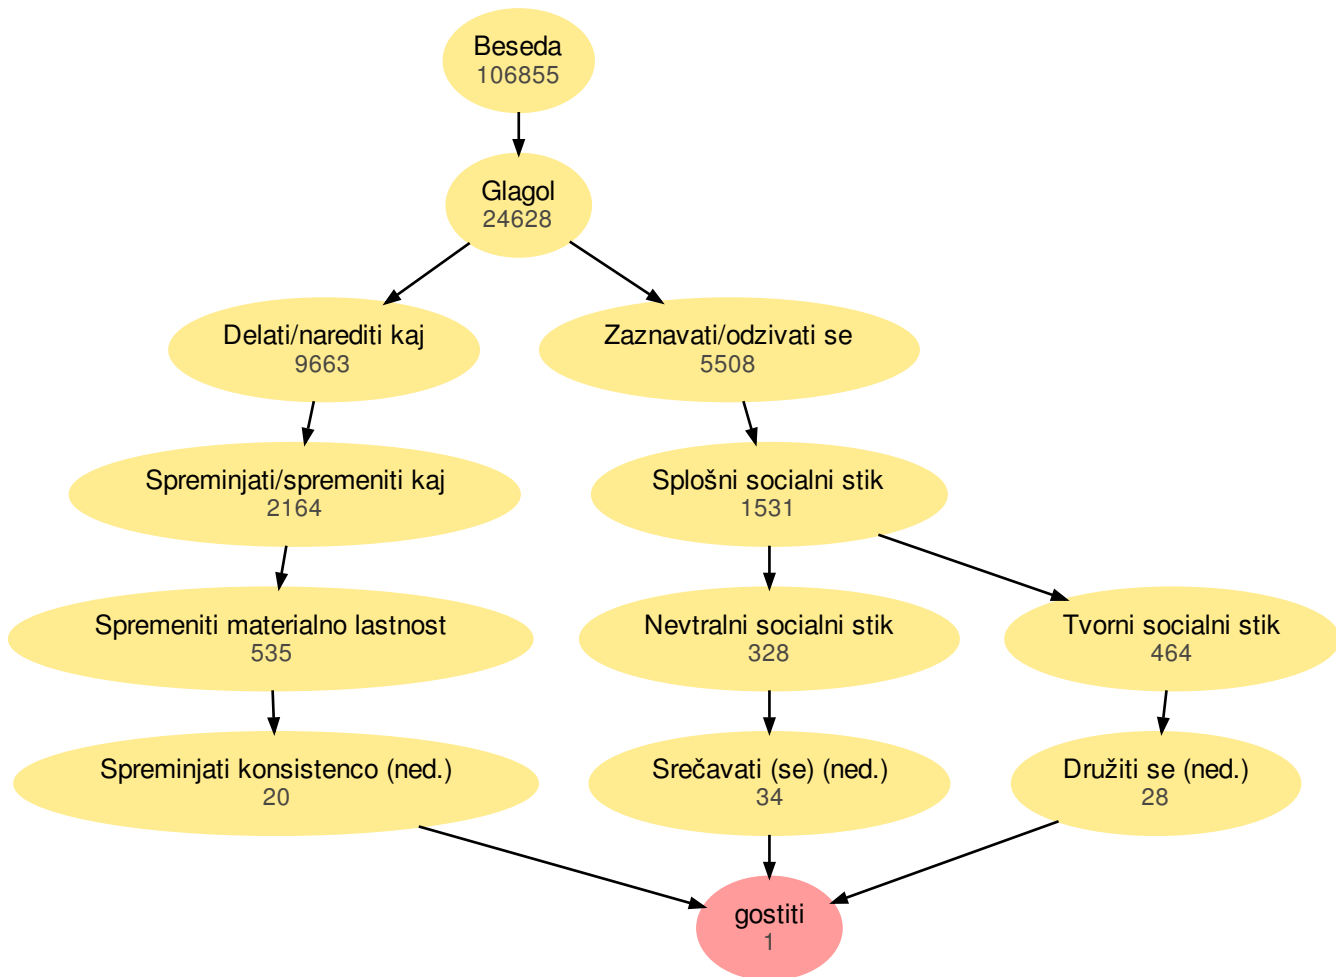 Beseda
106855
Glagol
24628
Delati/narediti kaj
9663
Zaznavati/odzivati se
5508
Spreminjati/spremeniti kaj
2164
Splošni socialni stik
1531
Spremeniti materialno lastnost
535
Nevtralni socialni stik
328
Tvorni socialni stik
464
Spreminjati konsistenco (ned.)
20
Srečavati (se) (ned.)
34
Družiti se (ned.)
28
gostiti
1